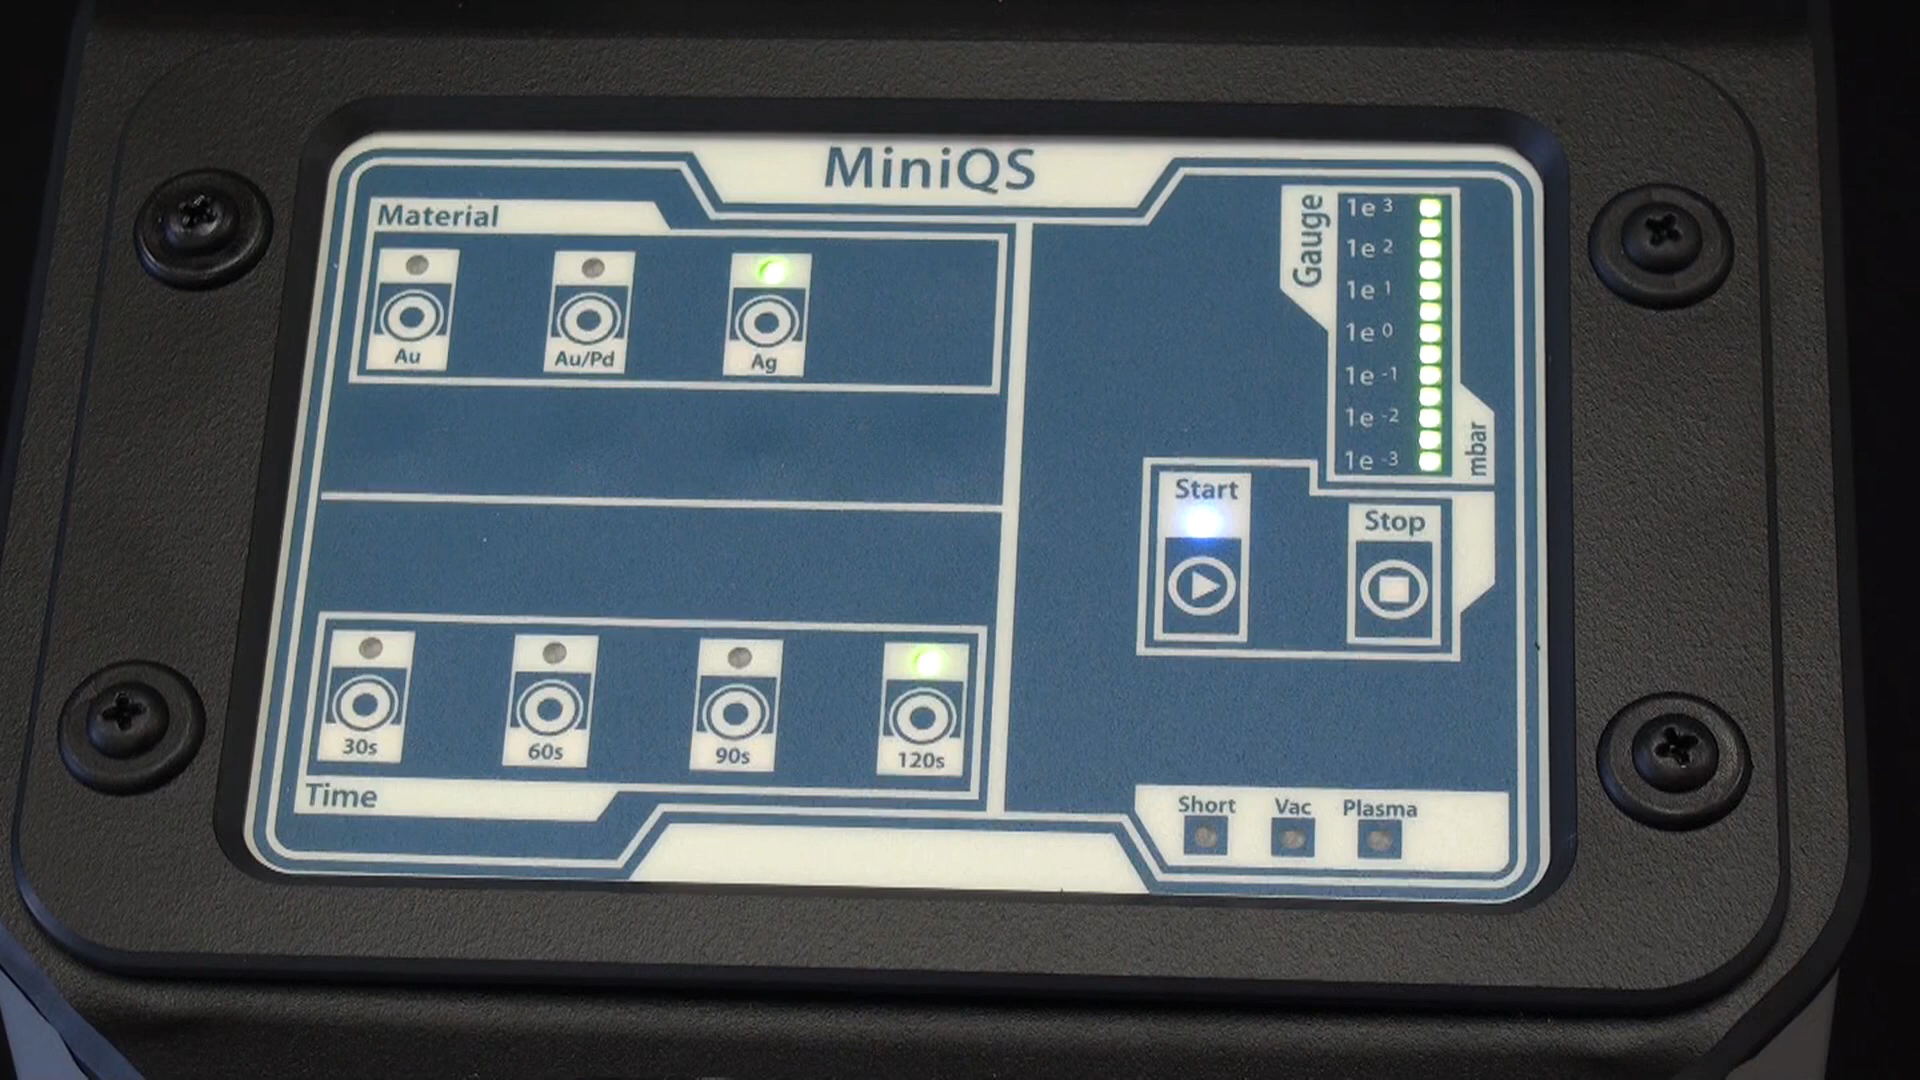 MiniQS
Material
Au
Au/Pd
Ag
Gauge
1e 3
1e 2
1e 1
1e 0
1e -1
1e -2
1e -3
mbar
Start
Stop
30s
60s
90s
120s
Time
Short
Vac
Plasma